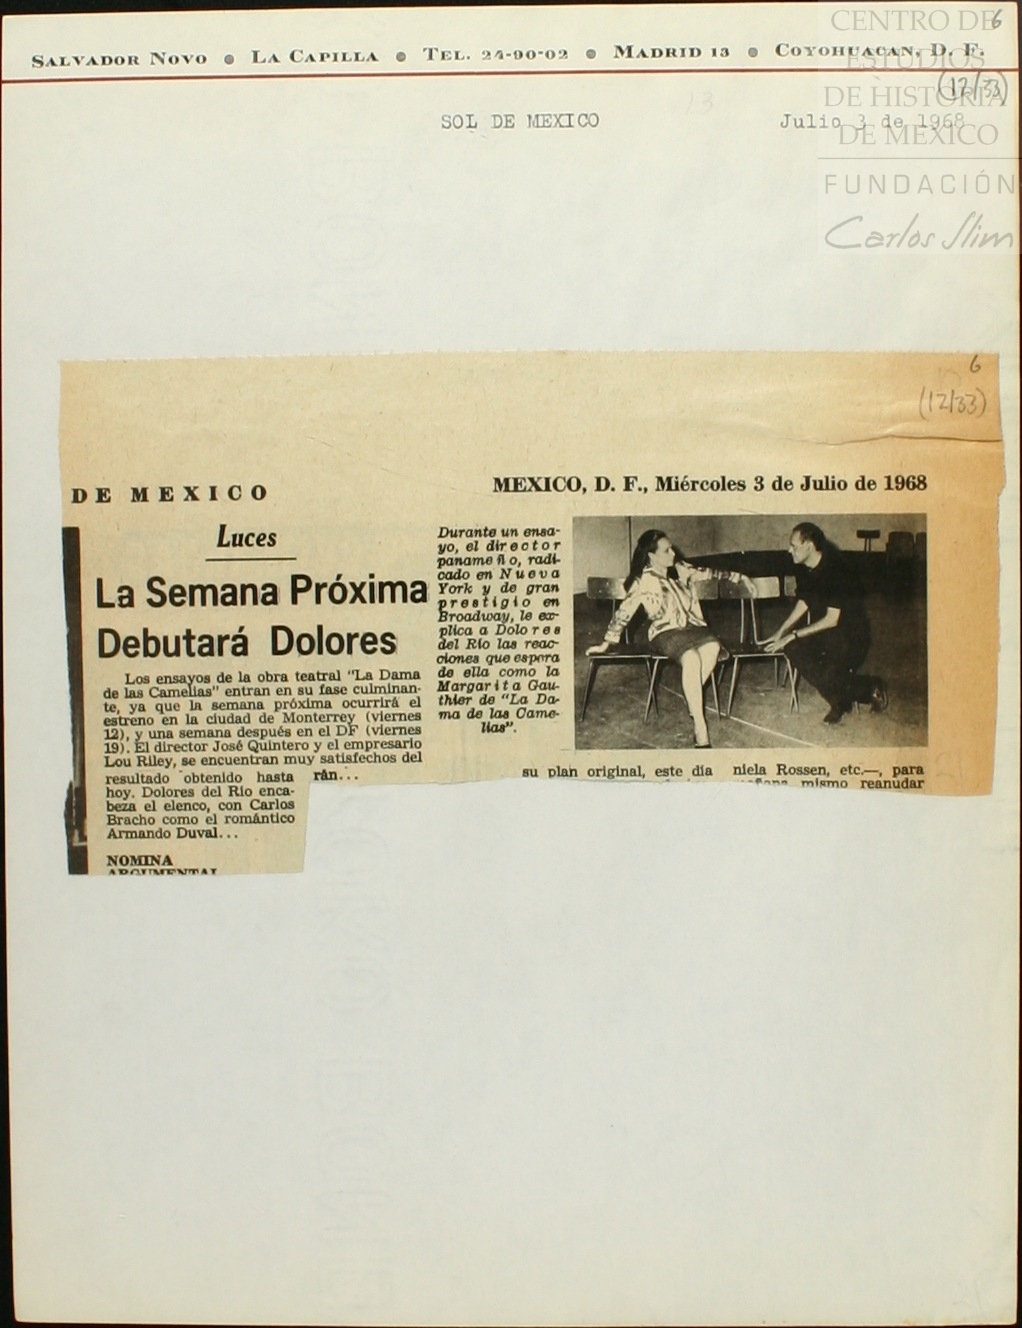 CENTRO DE
ESTUDIOS
DE HISTORIA
DE MEXICO
FUNDACIÓN
Carlos Slim
6
SALVADOR NOVO ● LA CAPILLA ● TEL. 24-90-02 ● MADRID 13 ● COYOHUACAN, D. F.
(12/33)
13
SOL DE MEXICO Julio 3 de 1968
6
(12/33)
DE MEXICO
MEXICO, D. F., Miércoles 3 de Julio de 1968
Luces
La Semana Próxima
Debutará Dolores
Los ensayos de la obra teatral "La Dama
de las Camelias" entran en su fase culminan-
te, ya que la semana próxima ocurrirá el
estreno en la ciudad de Monterrey (viernes
12), y una semana después en el DF (viernes
19). El director José Quintero y el empresario
Lou Riley, se encuentran muy satisfechos del
resultado obtenido hasta
hoy. Dolores del Río enca-
beza el elenco, con Carlos
Bracho como el romántico
Armando Duval...
NOMINA
ARGUMENTAL
rán...
Durante un ensa-
yo, el director
panameño, radi-
cado en Nueva
York y de gran
prestigio en
Broadway, le ex-
plica a Dolores
del Río las reac-
ciones que espera
de ella como la
Margarita Gau-
thier de "La Da-
ma de las Came-
lias".
su plan original, este día
niela Rossen, etc.—, para
mismo reanudar